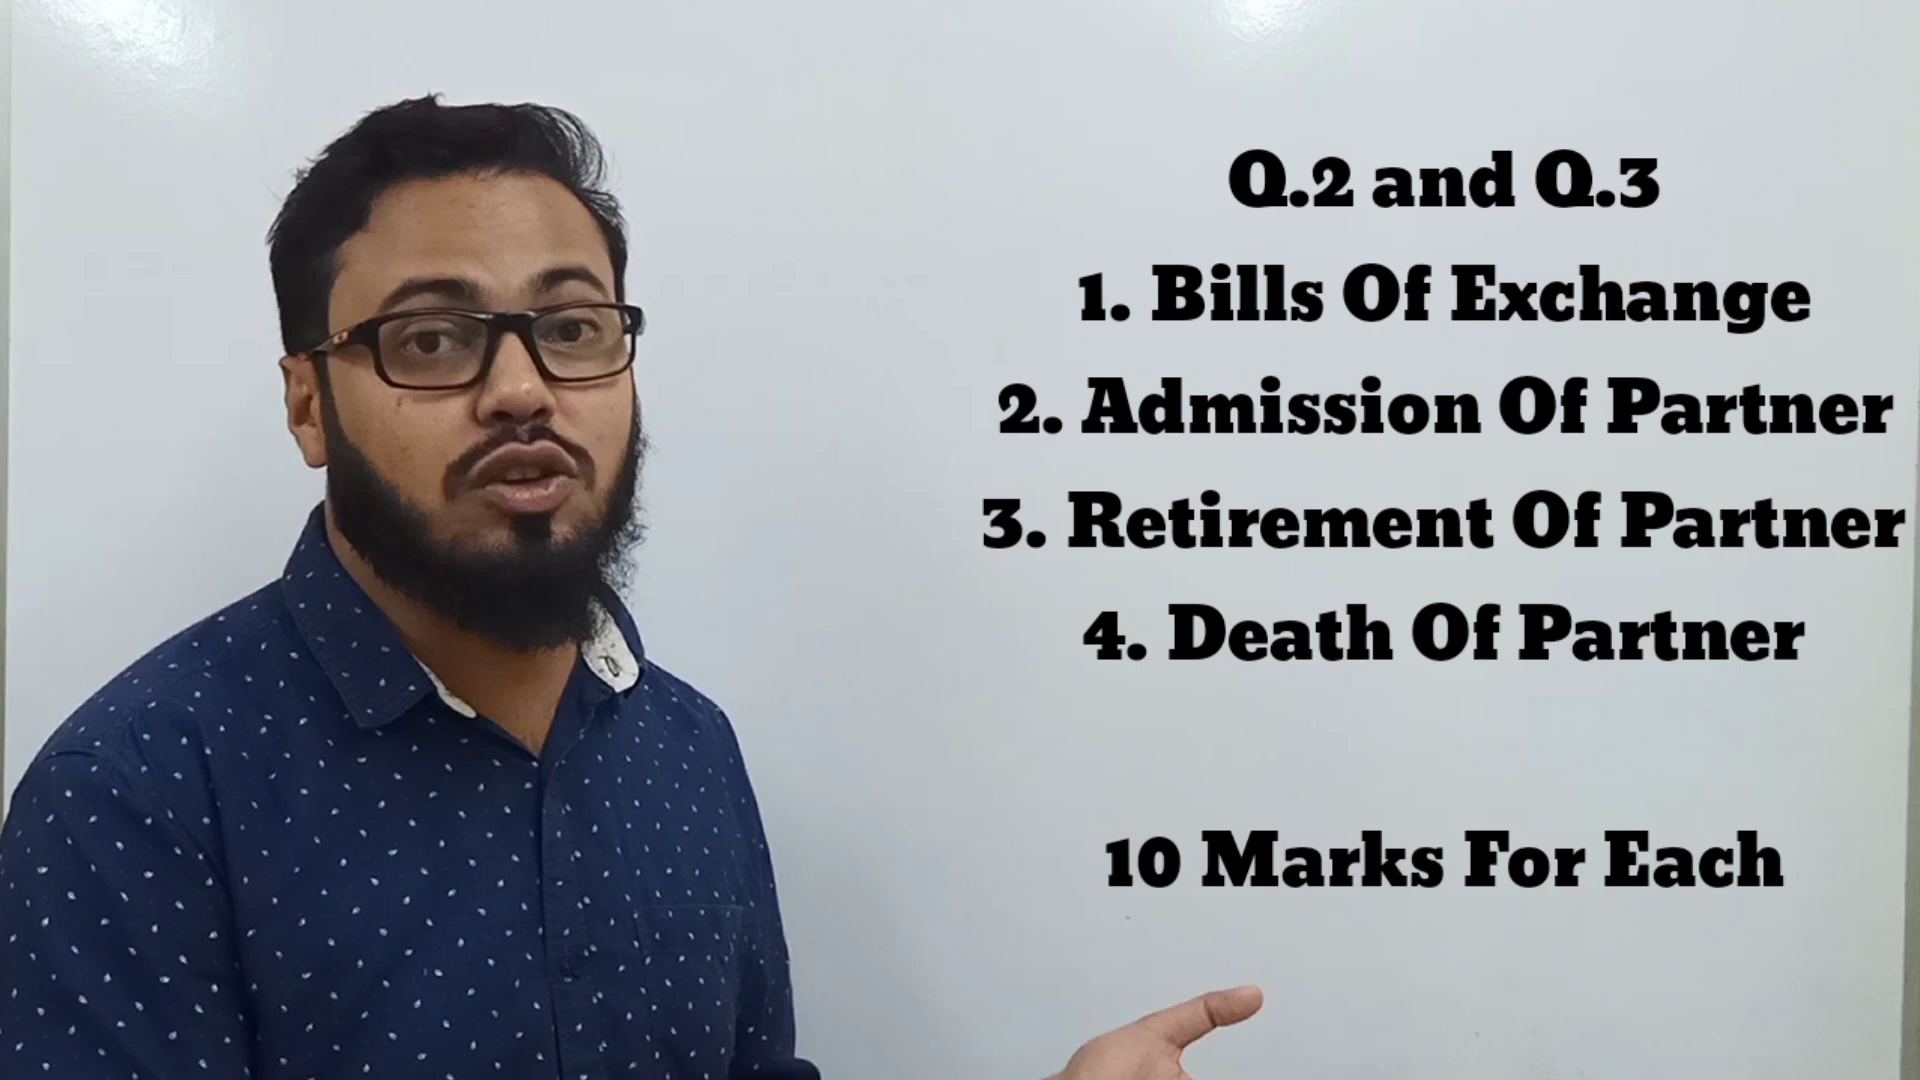 Q.2 and Q.3
1. Bills Of Exchange
2. Admission Of Partner
3. Retirement Of Partner
4. Death Of Partner
10 Marks For Each